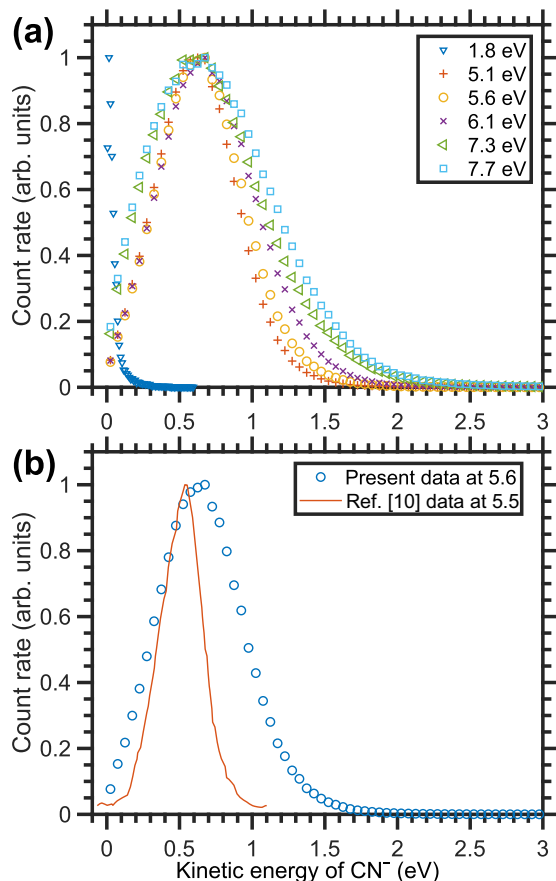 (a)
1.8 eV
5.1 eV
5.6 eV
6.1 eV
7.3 eV
7.7 eV
Count rate (arb. units)
1
0.8
0.6
0.4
0.2
0
0 0.5 1 1.5 2 2.5 3
(b)
Present data at 5.6
Ref. [10] data at 5.5
Count rate (arb. units)
1
0.8
0.6
0.4
0.2
0
0 0.5 1 1.5 2 2.5 3
Kinetic energy of CN⁻ (eV)